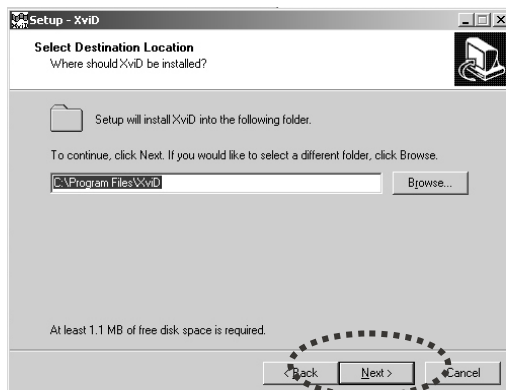 Setup - XviD
Select Destination Location
Where should XviD be installed?
Setup will install XviD into the following folder.
To continue, click Next. If you would like to select a different folder, click Browse.
C:\Program Files\XviD
Browse...
At least 1.1 MB of free disk space is required.
< Back
Next >
Cancel